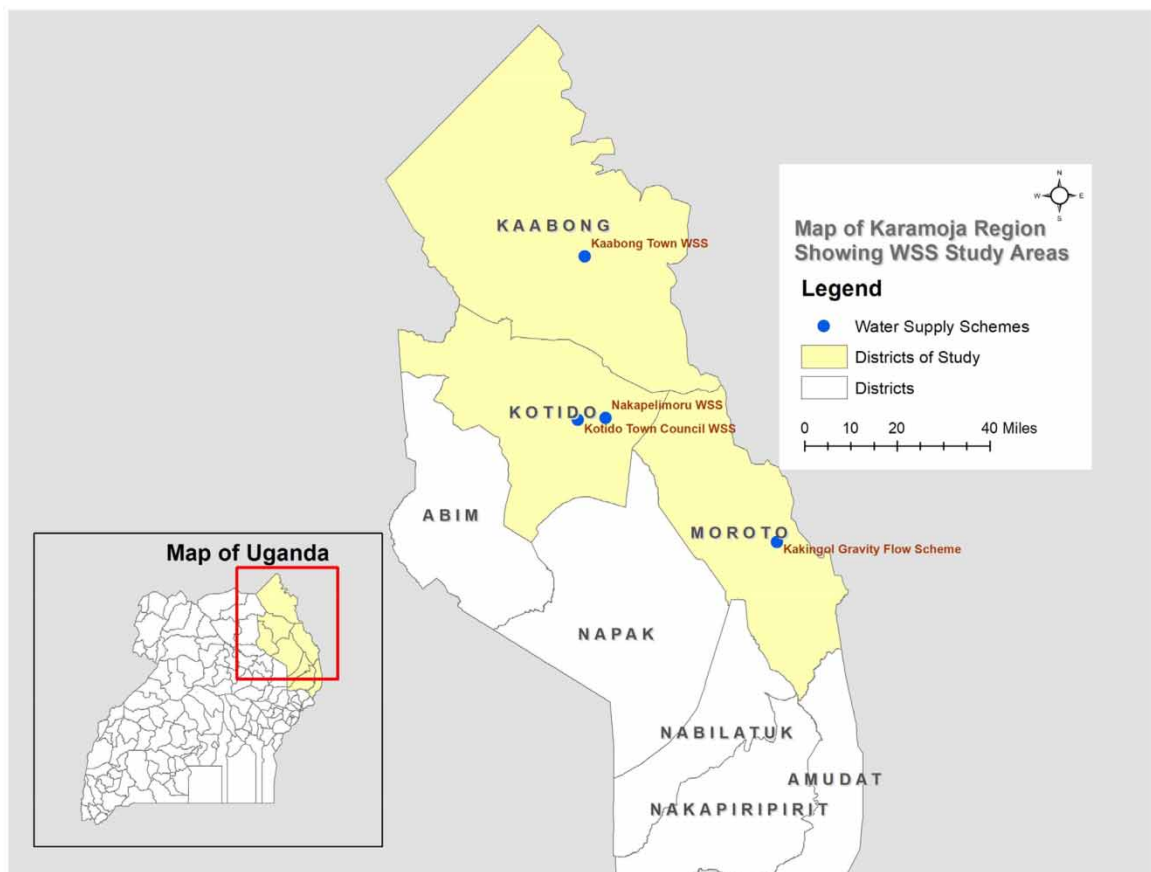 KAABONG
Kaabong Town WSS
N
W E
S
Map of Karamoja Region
Showing WSS Study Areas
Legend
Water Supply Schemes
Districts of Study
Districts
0 10 20 40 Miles
KOTIDO
Nakapelimoru WSS
Kotido Town Council WSS
ABIM
MOROTO
Kakingol Gravity Flow Scheme
NAPAK
NABILATUK
AMUDAT
NAKAPIRIPIRIT
Map of Uganda